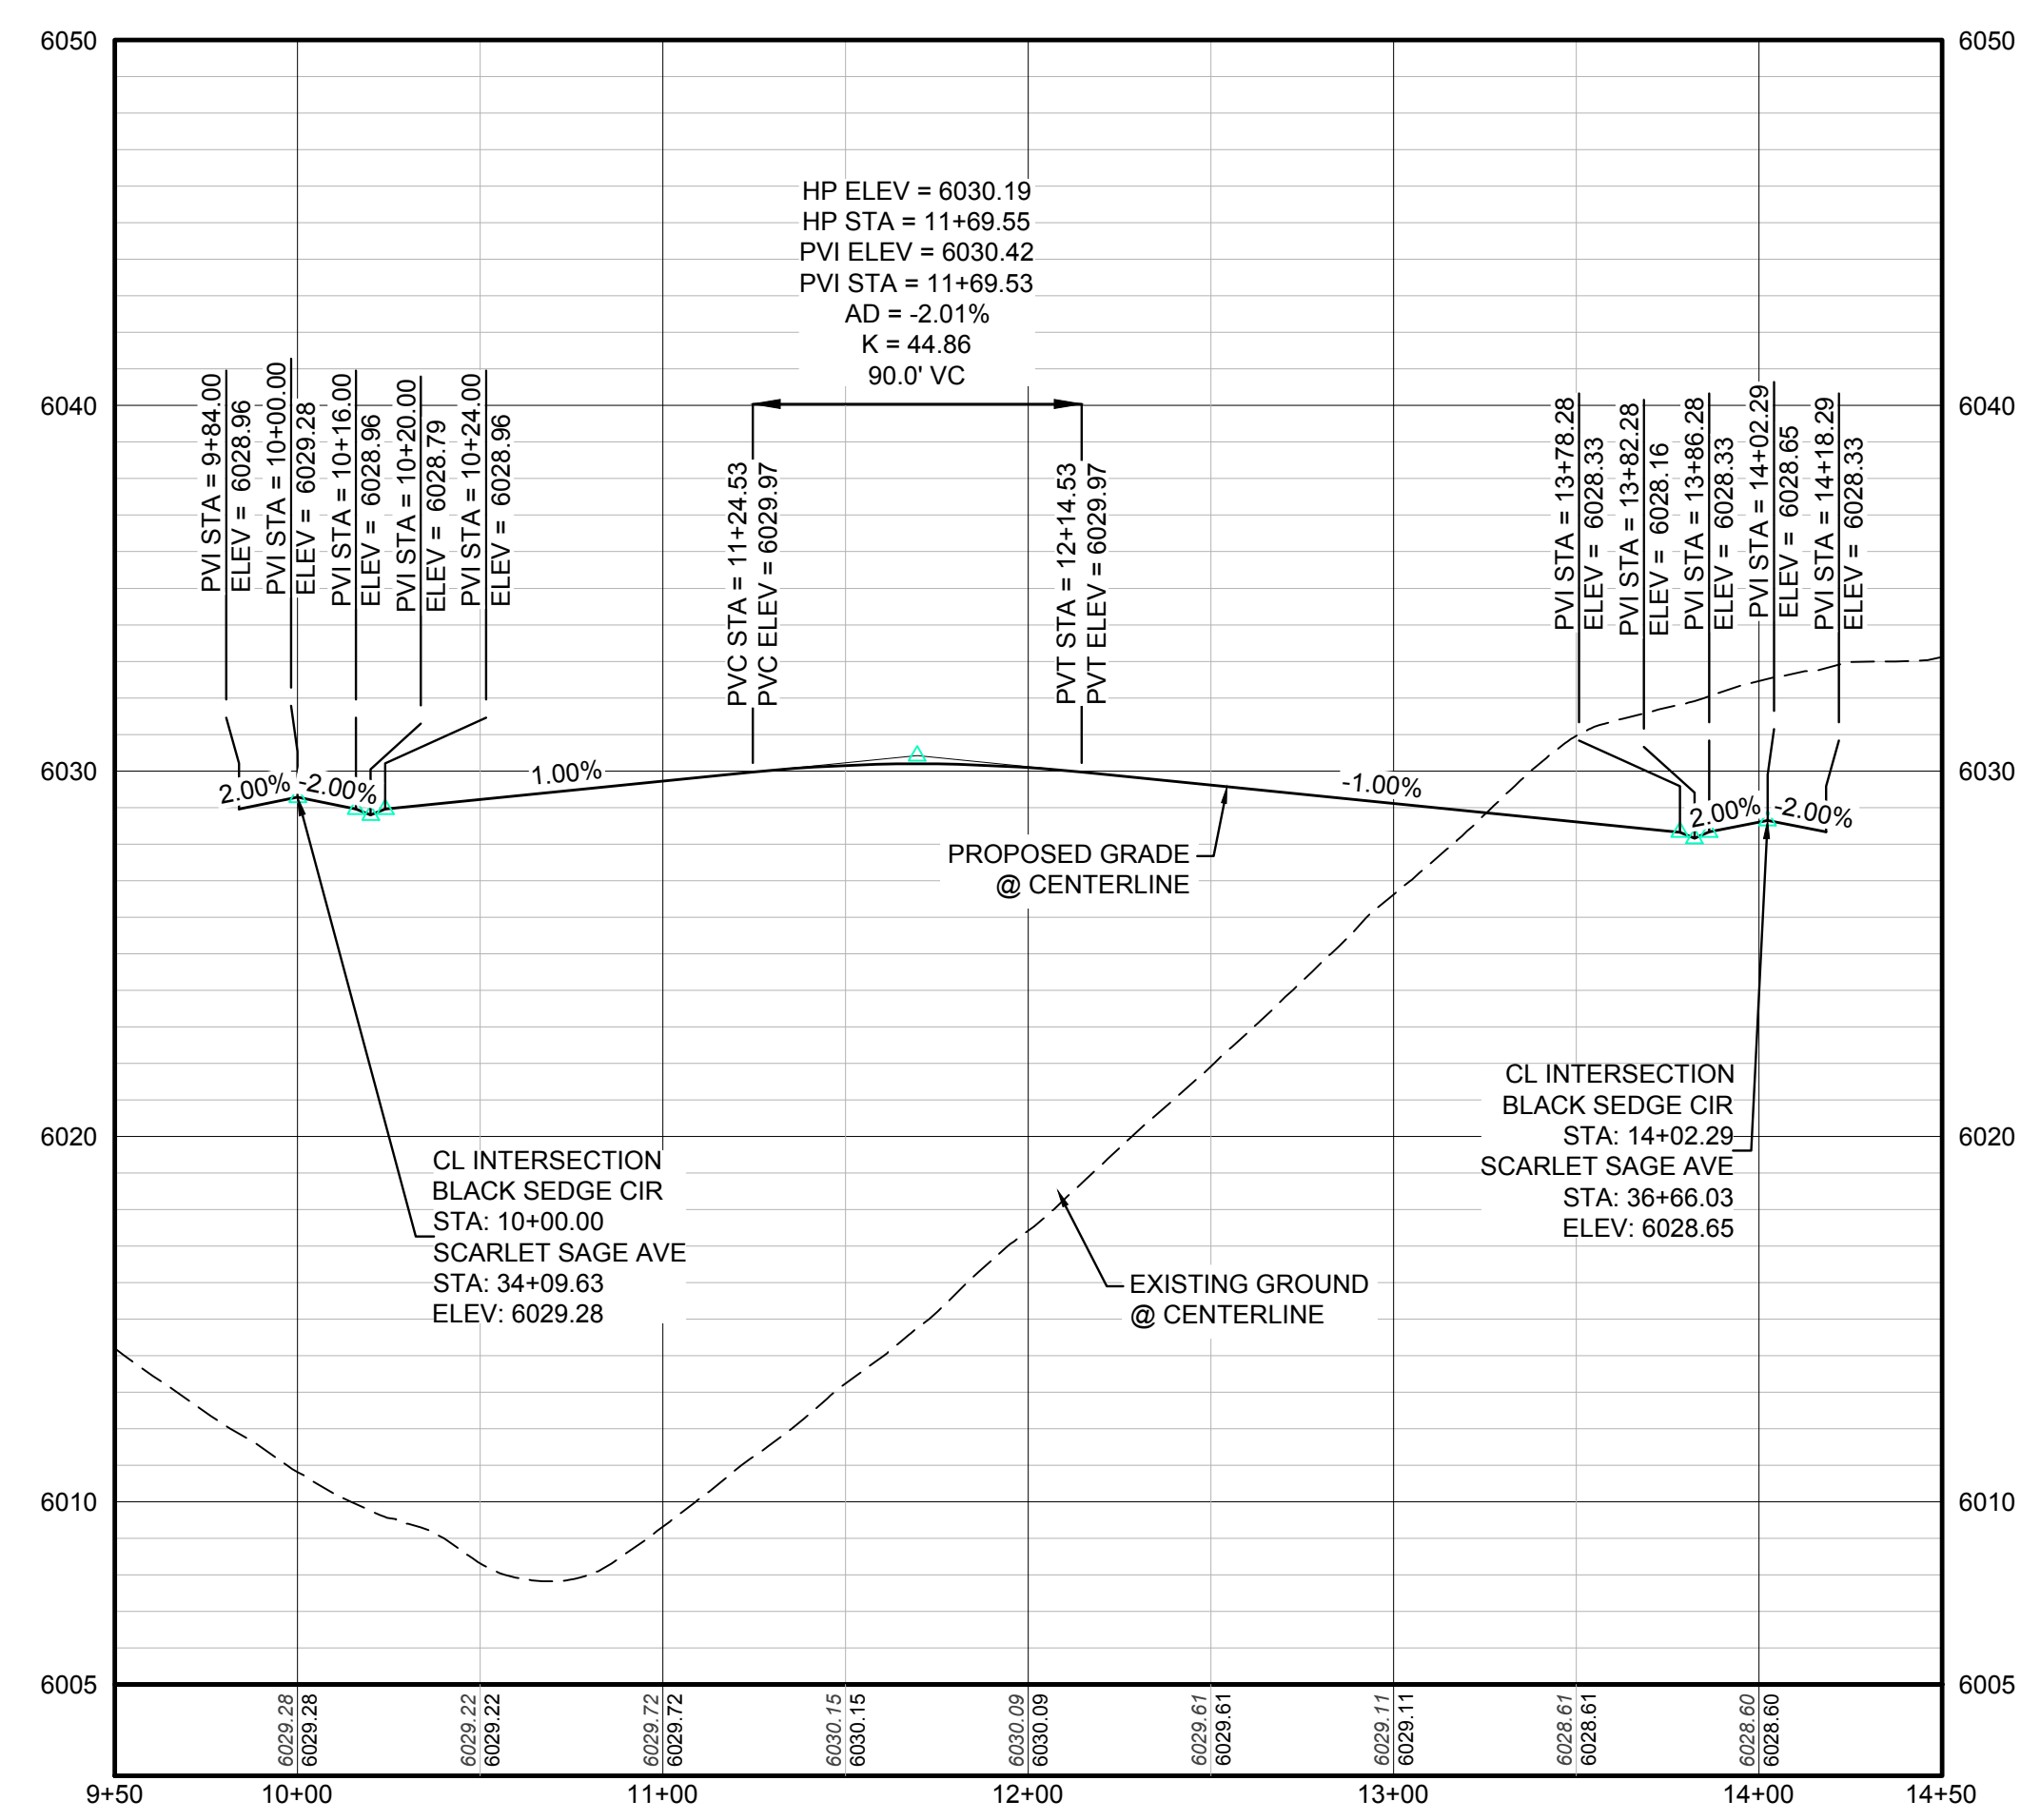 6050
6050
HP ELEV = 6030.19
HP STA = 11+69.55
PVI ELEV = 6030.42
PVI STA = 11+69.53
AD = -2.01%
K = 44.86
90.0' VC
6040
6040
PVI STA = 9+84.00
ELEV = 6028.96
PVI STA = 10+00.00
ELEV = 6029.28
PVI STA = 10+16.00
ELEV = 6028.96
PVI STA = 10+20.00
ELEV = 6028.79
PVI STA = 10+24.00
ELEV = 6028.96
PVC STA = 11+24.53
PVC ELEV = 6029.97
PVT STA = 12+14.53
PVT ELEV = 6029.97
PVI STA = 13+78.28
ELEV = 6028.33
PVI STA = 13+82.28
ELEV = 6028.16
PVI STA = 13+86.28
ELEV = 6028.33
PVI STA = 14+02.29
ELEV = 6028.65
PVI STA = 14+18.29
ELEV = 6028.33
6030
6030
2.00%
-2.00%
1.00%
-1.00%
2.00%
-2.00%
PROPOSED GRADE
@ CENTERLINE
6020
6020
CL INTERSECTION
BLACK SEDGE CIR
STA: 10+00.00
SCARLET SAGE AVE
STA: 34+09.63
ELEV: 6029.28
CL INTERSECTION
BLACK SEDGE CIR
STA: 14+02.29
SCARLET SAGE AVE
STA: 36+66.03
ELEV: 6028.65
EXISTING GROUND
@ CENTERLINE
6010
6010
6005
6005
6029.28
6029.28
6029.22
6029.22
6029.72
6029.72
6030.15
6030.15
6030.09
6030.09
6029.61
6029.61
6029.11
6029.11
6028.61
6028.61
6028.60
6028.60
9+50
10+00
11+00
12+00
13+00
14+00
14+50